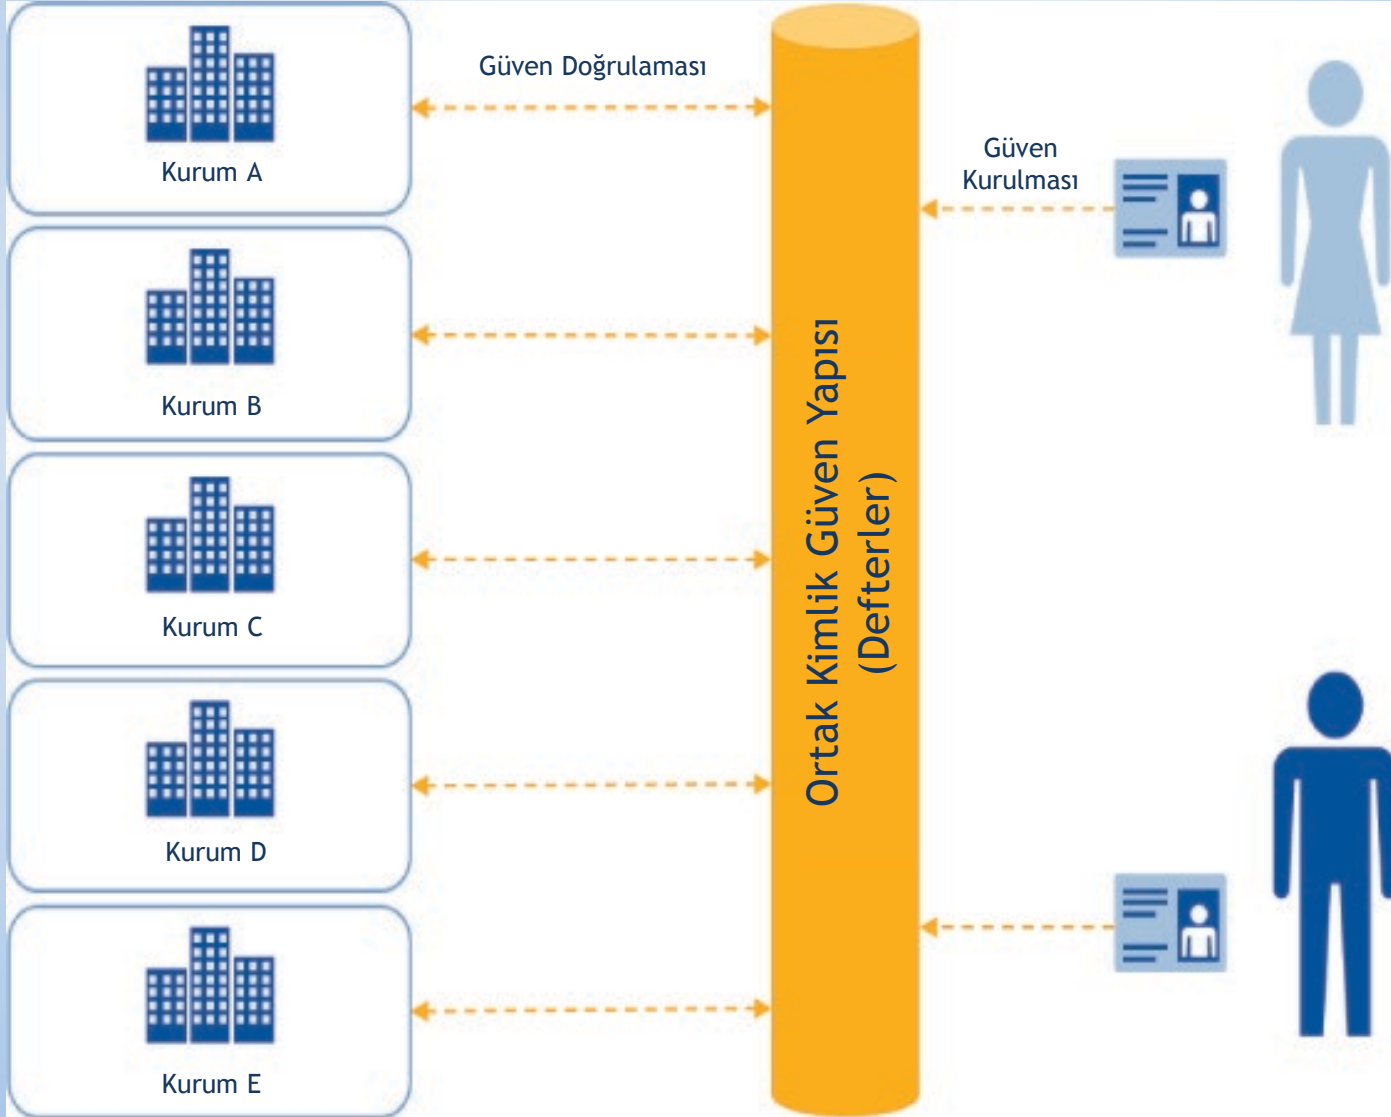 Güven Doğrulaması
Kurum A
Kurum B
Kurum C
Kurum D
Kurum E
Ortak Kimlik Güven Yapısı
(Defterler)
Güven
Kurulması